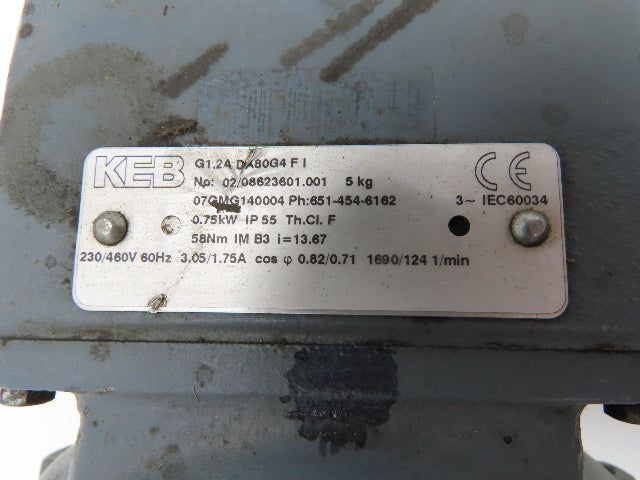 KEB G1.2A DA80G4 F I CE
No: 02/08623601.001 5 kg
07GMG140004 Ph:651-454-6162 3~ IEC60034
0.75kW IP 55 Th.Cl. F
58Nm IM B3 i=13.67
230/460V 60Hz 3.05/1.75A cos φ 0.82/0.71 1690/124 1/min